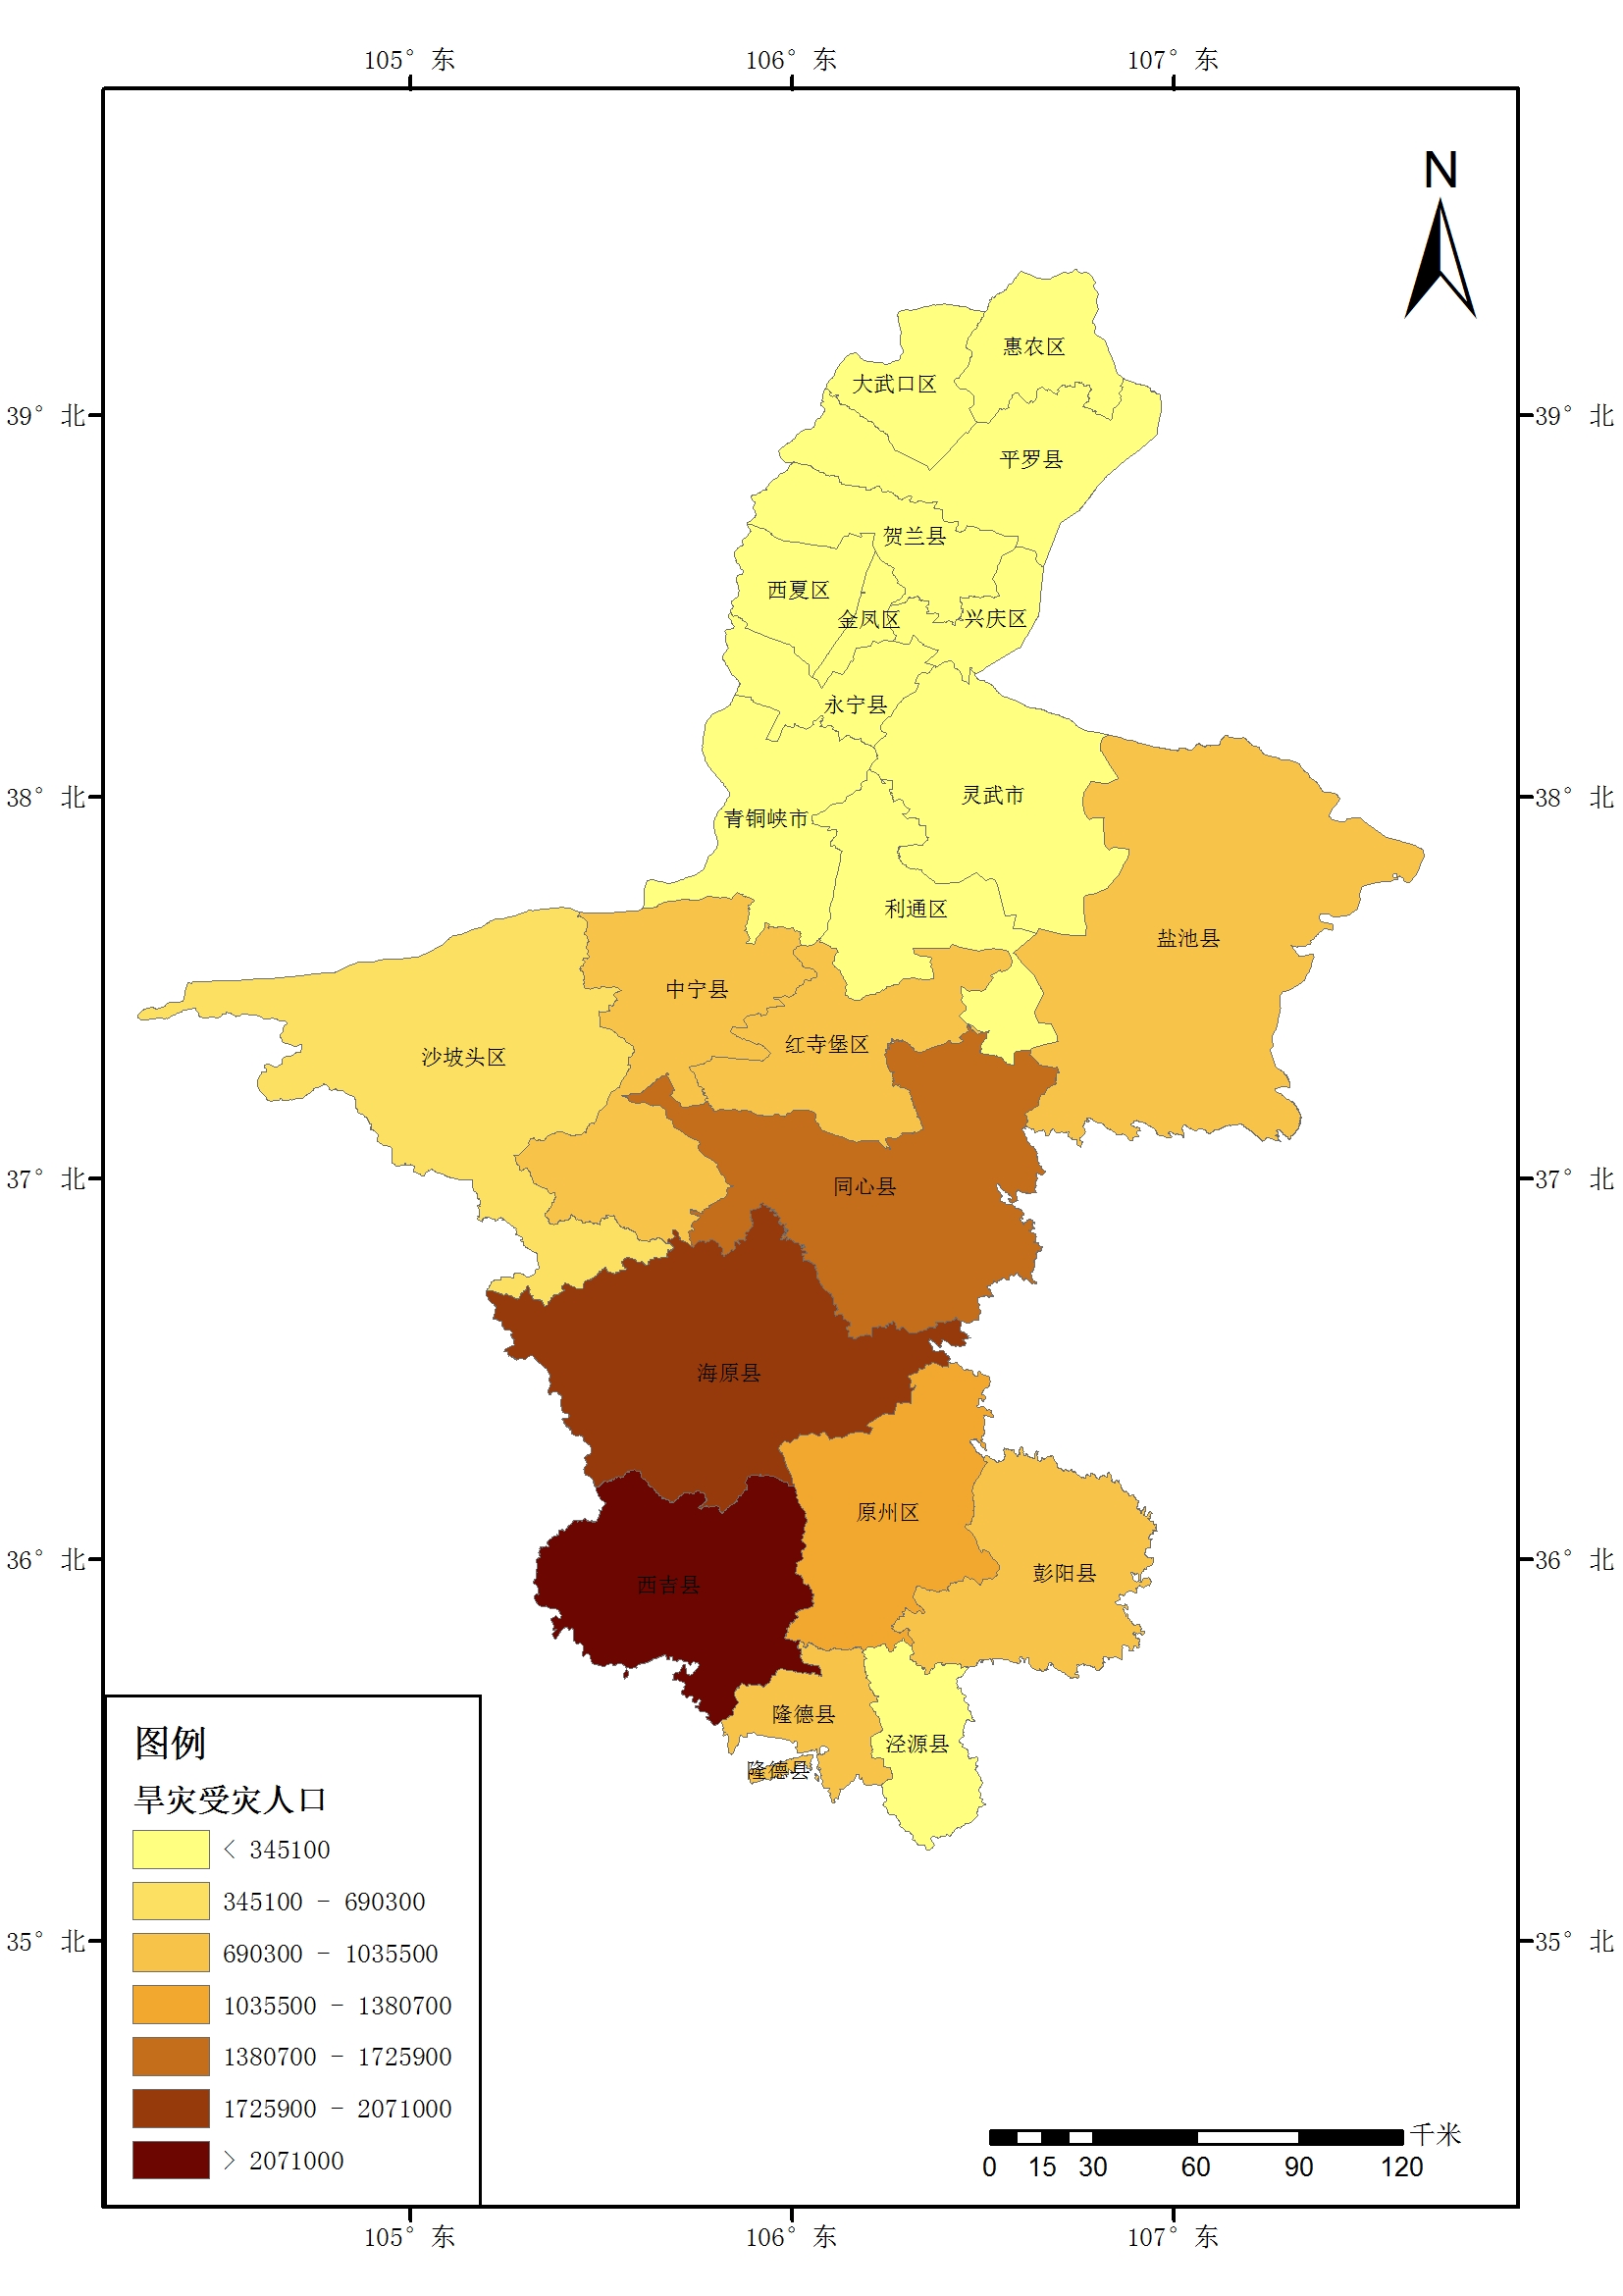 105° 东
106° 东
107° 东
N
惠农区
大武口区
39° 北
39° 北
平罗县
贺兰县
西夏区
金凤区
兴庆区
永宁县
38° 北
灵武市
38° 北
青铜峡市
利通区
盐池县
中宁县
红寺堡区
沙坡头区
37° 北
同心县
37° 北
海原县
原州区
36° 北
彭阳县
36° 北
西吉县
隆德县
泾源县
隆德县
图例
旱灾受灾人口
< 345100
345100 - 690300
35° 北
690300 - 1035500
35° 北
1035500 - 1380700
1380700 - 1725900
1725900 - 2071000
> 2071000
千米
0 15 30 60 90 120
105° 东
106° 东
107° 东